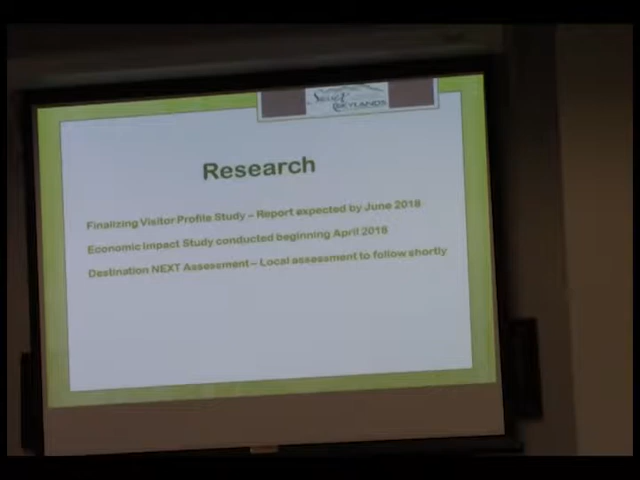 Select
Research
Finalizing Visitor Profile Study – Report expected by June 2018
Economic Impact Study conducted beginning April 2018
Destination NEXT Assessment – Local assessment to follow shortly